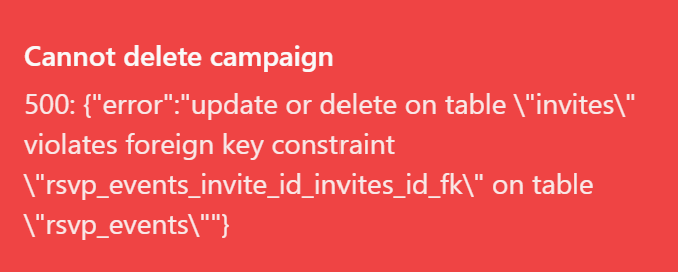 Cannot delete campaign
500: {"error":"update or delete on table \"invites\"
violates foreign key constraint
\"rsvp_events_invite_id_invites_id_fk\" on table
\"rsvp_events\""}